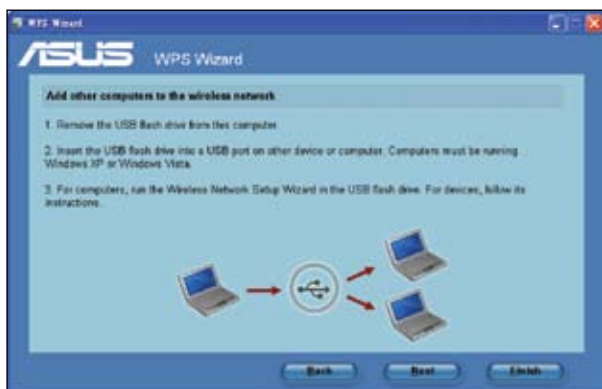 WPS Wizard
ASUS WPS Wizard
Add other computers to the wireless network
1. Remove the USB flash drive from this computer
2. Insert the USB flash drive into a USB port on other device or computer. Computers must be running
Windows XP or Windows Vista.
3. For computers, run the Wireless Network Setup Wizard in the USB flash drive. For devices, follow its
instructions.
Back Next Finish